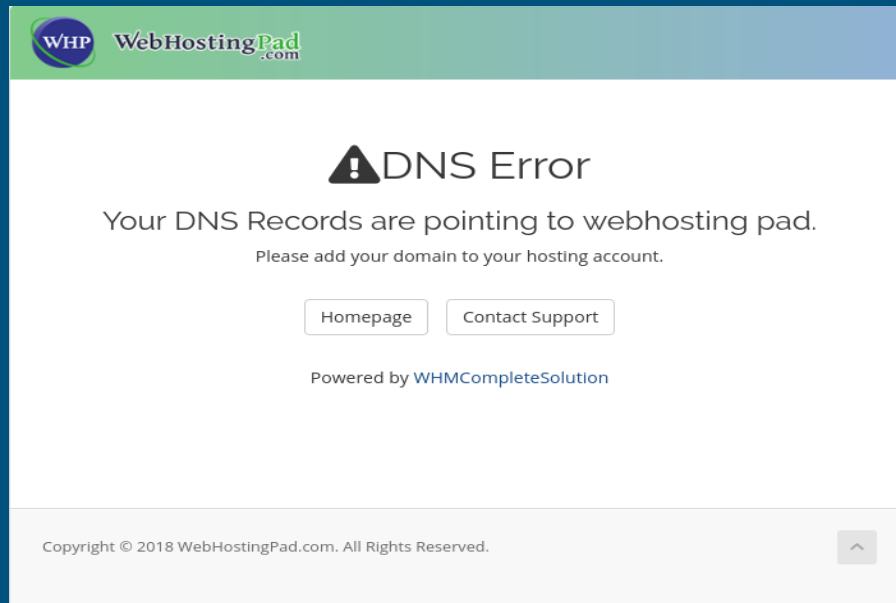 WHP WebHostingPad
.com
DNS Error
Your DNS Records are pointing to webhosting pad.
Please add your domain to your hosting account.
Homepage Contact Support
Powered by WHMCompleteSolution
Copyright © 2018 WebHostingPad.com. All Rights Reserved.